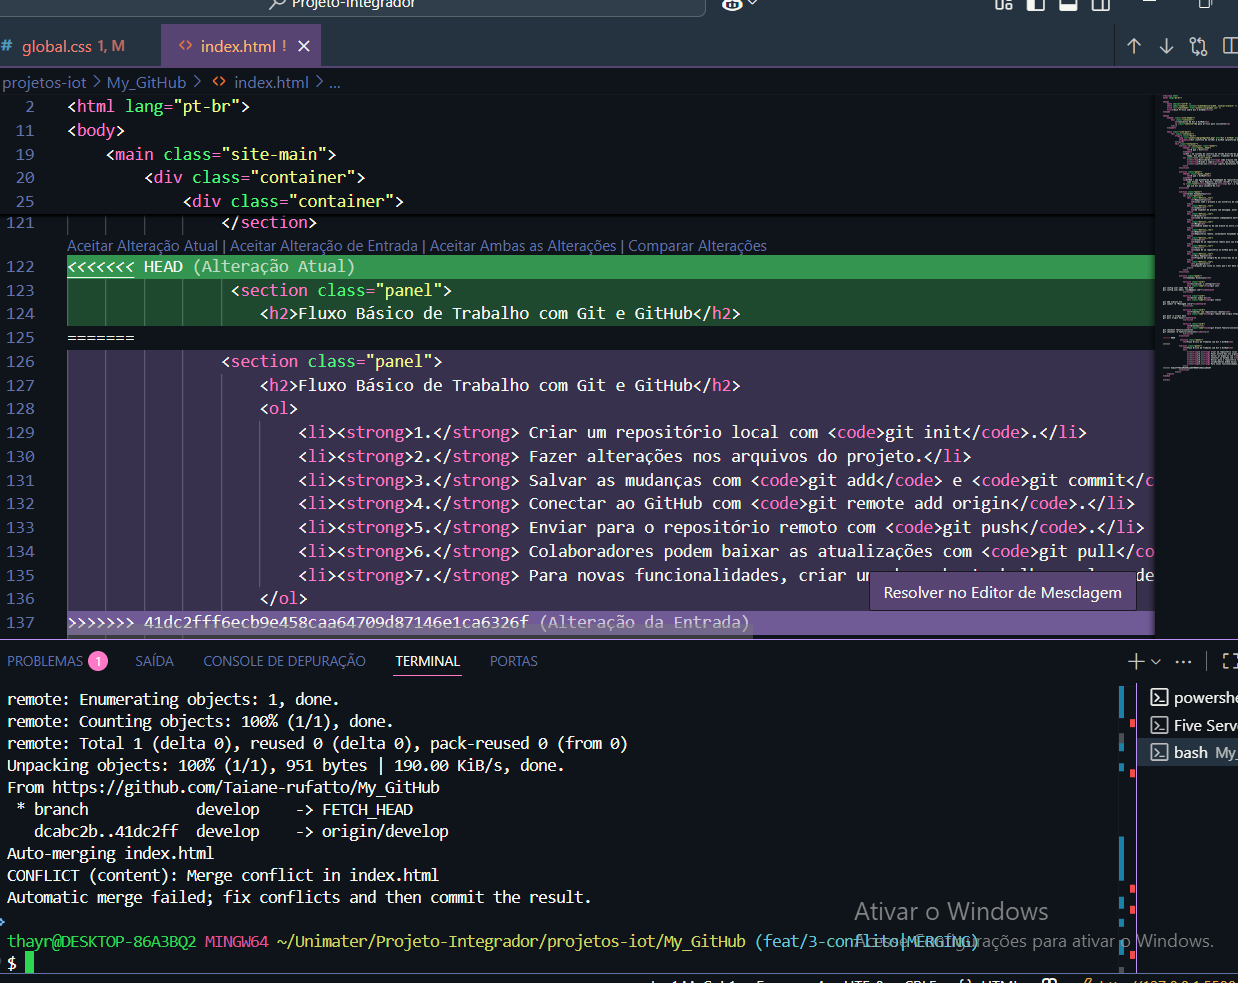 Projeto-Integrador
# global.css 1, M
<> index.html ! ×
projetos-iot > My_GitHub > <> index.html > ...
2 <html lang="pt-br">
11 <body>
19 <main class="site-main">
20 <div class="container">
25 <div class="container">
121 </section>
Aceitar Alteração Atual | Aceitar Alteração de Entrada | Aceitar Ambas as Alterações | Comparar Alterações
122 <<<<<<< HEAD (Alteração Atual)
123 <section class="panel">
124 <h2>Fluxo Básico de Trabalho com Git e GitHub</h2>
125 =======
126 <section class="panel">
127 <h2>Fluxo Básico de Trabalho com Git e GitHub</h2>
128 <ol>
129 <li><strong>1.</strong> Criar um repositório local com <code>git init</code>.</li>
130 <li><strong>2.</strong> Fazer alterações nos arquivos do projeto.</li>
131 <li><strong>3.</strong> Salvar as mudanças com <code>git add</code> e <code>git commit</c
132 <li><strong>4.</strong> Conectar ao GitHub com <code>git remote add origin</code>.</li>
133 <li><strong>5.</strong> Enviar para o repositório remoto com <code>git push</code>.</li>
134 <li><strong>6.</strong> Colaboradores podem baixar as atualizações com <code>git pull</co
135 <li><strong>7.</strong> Para novas funcionalidades, criar
136 </ol>
Resolver no Editor de Mesclagem
137 >>>>>>> 41dc2fff6ecb9e458caa64709d87146e1ca6326f (Alteração da Entrada)
PROBLEMAS 1 SAÍDA CONSOLE DE DEPURAÇÃO TERMINAL PORTAS
remote: Enumerating objects: 1, done.
remote: Counting objects: 100% (1/1), done.
remote: Total 1 (delta 0), reused 0 (delta 0), pack-reused 0 (from 0)
Unpacking objects: 100% (1/1), 951 bytes | 190.00 KiB/s, done.
From https://github.com/Taiane-rufatto/My_GitHub
* branch develop -> FETCH_HEAD
dcabc2b..41dc2ff develop -> origin/develop
Auto-merging index.html
CONFLICT (content): Merge conflict in index.html
Automatic merge failed; fix conflicts and then commit the result.
thayr@DESKTOP-86A3BQ2 MINGW64 ~/Unimater/Projeto-Integrador/projetos-iot/My_GitHub (feat/3-conflito|MERGING)
$
powershe
Five Serv
bash My_
Ativar o Windows
Acesse Configurações para ativar o Windows.